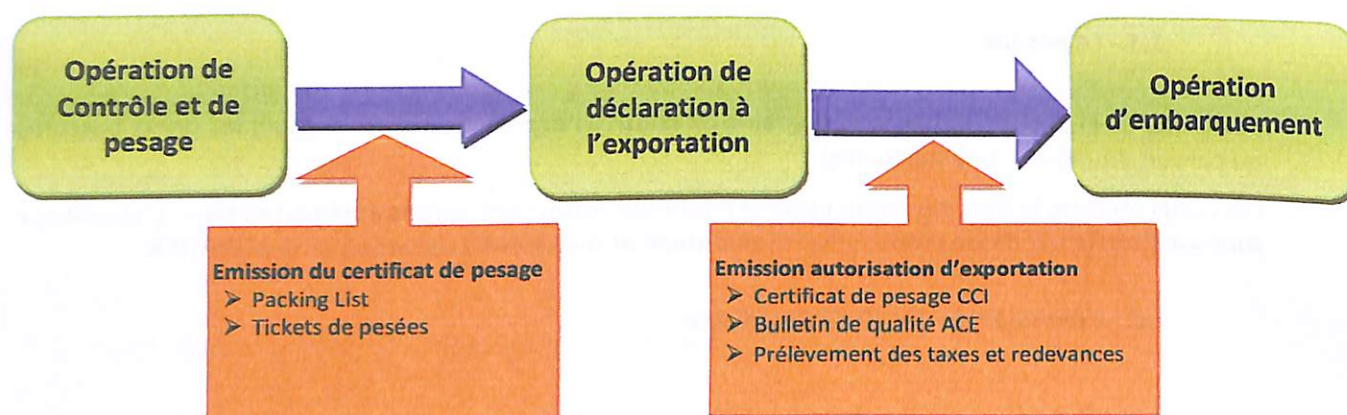 Opération de
Contrôle et de
pesage
Opération de
déclaration à
l'exportation
Opération
d'embarquement
Emission du certificat de pesage
➢ Packing List
➢ Tickets de pesées
Emission autorisation d'exportation
➢ Certificat de pesage CCI
➢ Bulletin de qualité ACE
➢ Prélèvement des taxes et redevances